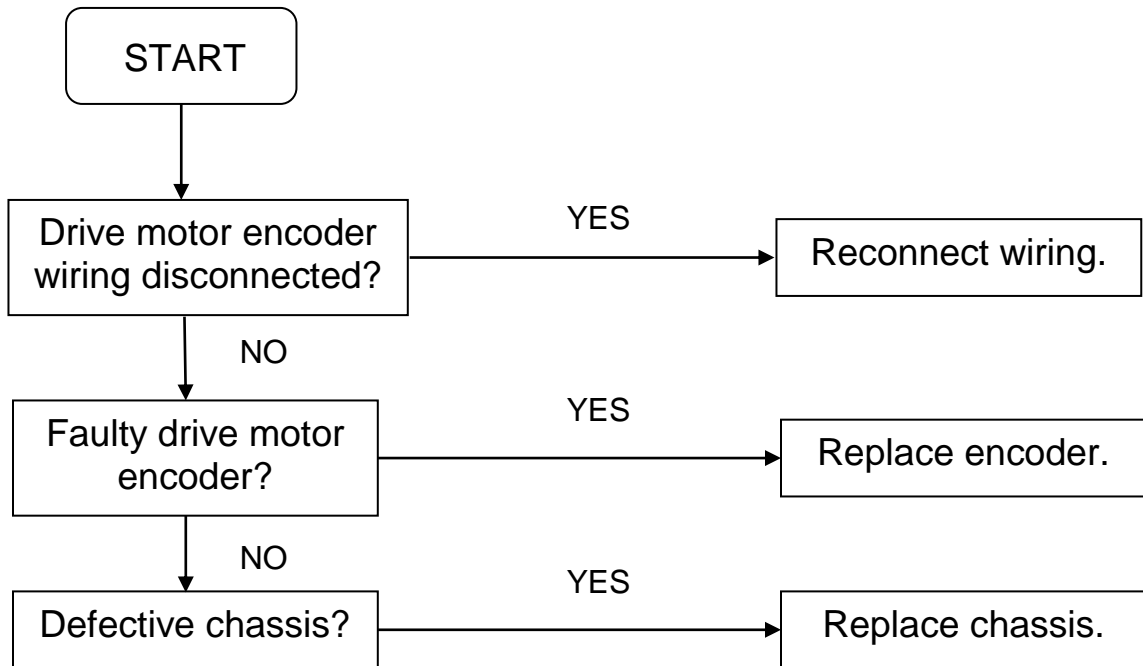 START
Drive motor encoder
wiring disconnected?
YES
Reconnect wiring.
NO
Faulty drive motor
encoder?
YES
Replace encoder.
NO
Defective chassis?
YES
Replace chassis.